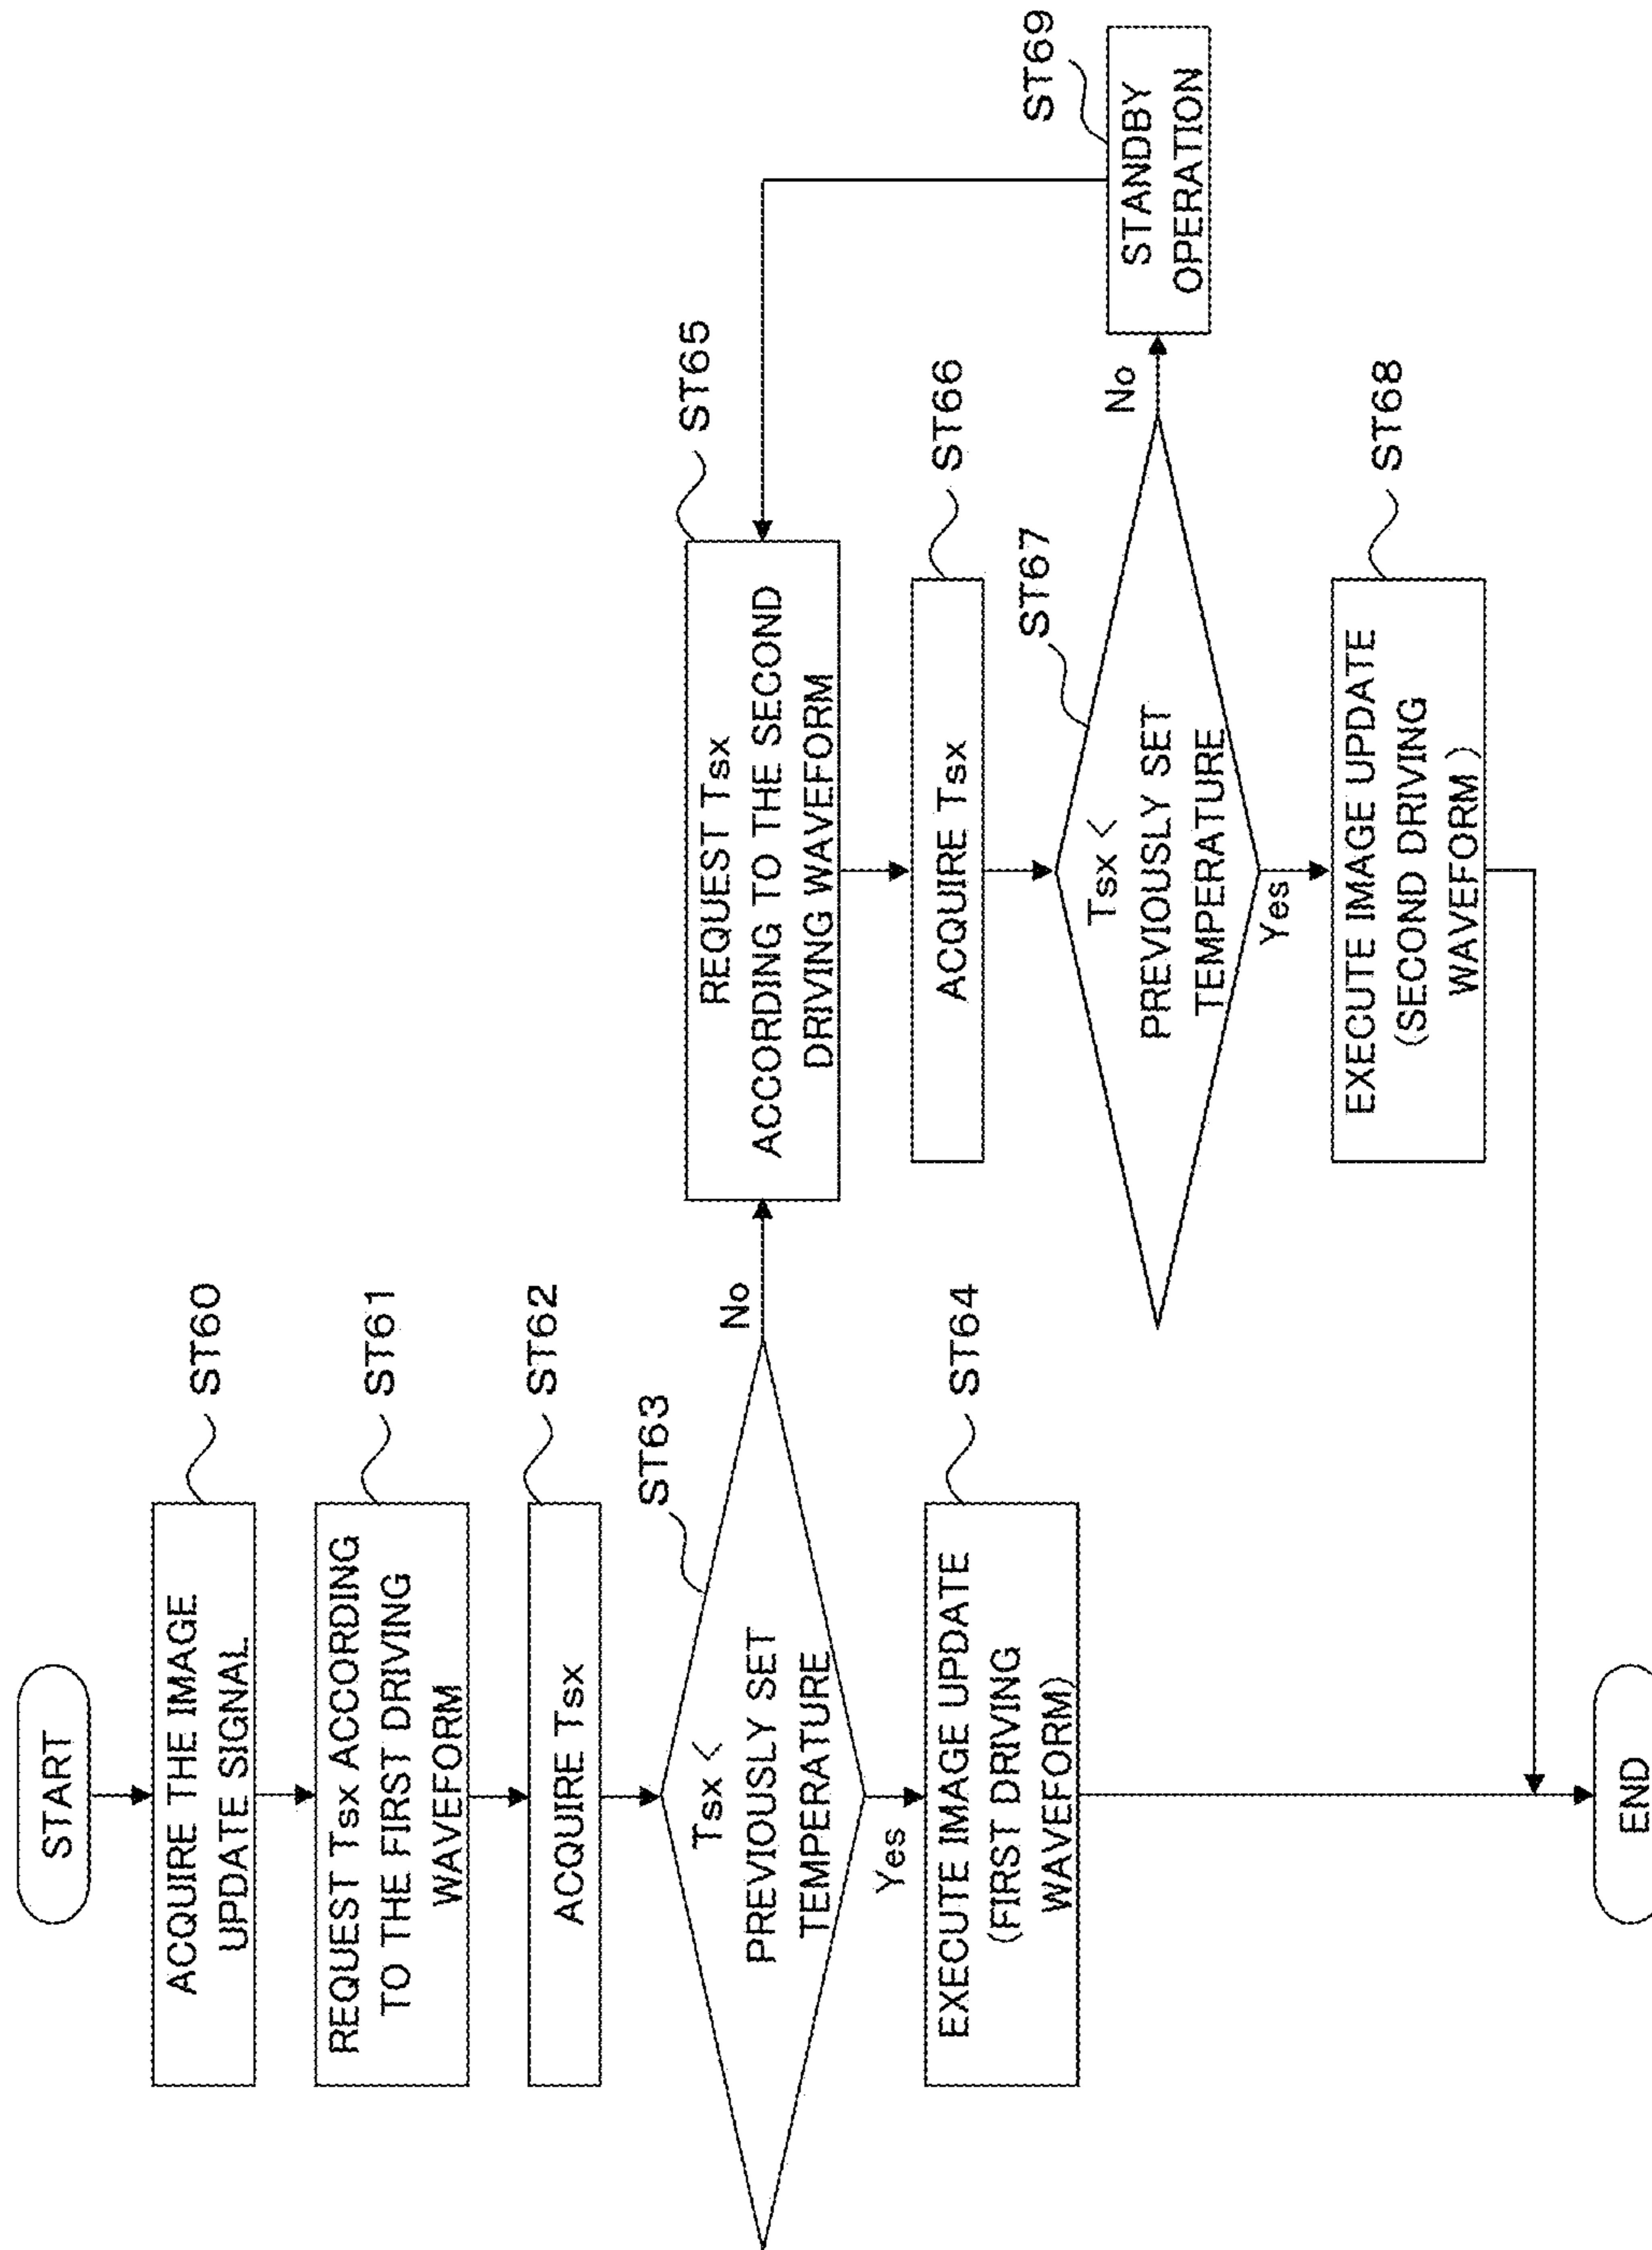 START
ACQUIRE THE IMAGE
UPDATE SIGNAL
ST60
REQUEST Tsx ACCORDING
TO THE FIRST DRIVING
WAVEFORM
ST61
ACQUIRE Tsx
ST62
Tsx <
PREVIOUSLY SET
TEMPERATURE
ST63
No
Yes
EXECUTE IMAGE UPDATE
(FIRST DRIVING
WAVEFORM)
ST64
REQUEST Tsx
ACCORDING TO THE SECOND
DRIVING WAVEFORM
ST65
ACQUIRE Tsx
ST66
Tsx <
PREVIOUSLY SET
TEMPERATURE
ST67
No
Yes
EXECUTE IMAGE UPDATE
(SECOND DRIVING
WAVEFORM)
ST68
STANDBY
OPERATION
ST69
END